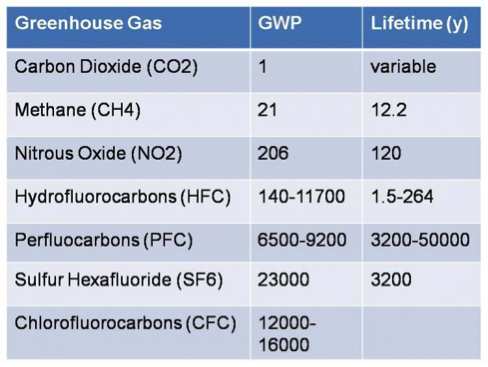 Greenhouse Gas GWP Lifetime (y)
Carbon Dioxide (CO2) 1 variable
Methane (CH4) 21 12.2
Nitrous Oxide (NO2) 206 120
Hydrofluorocarbons (HFC) 140-11700 1.5-264
Perfluocarbons (PFC) 6500-9200 3200-50000
Sulfur Hexafluoride (SF6) 23000 3200
Chlorofluorocarbons (CFC) 12000-
16000